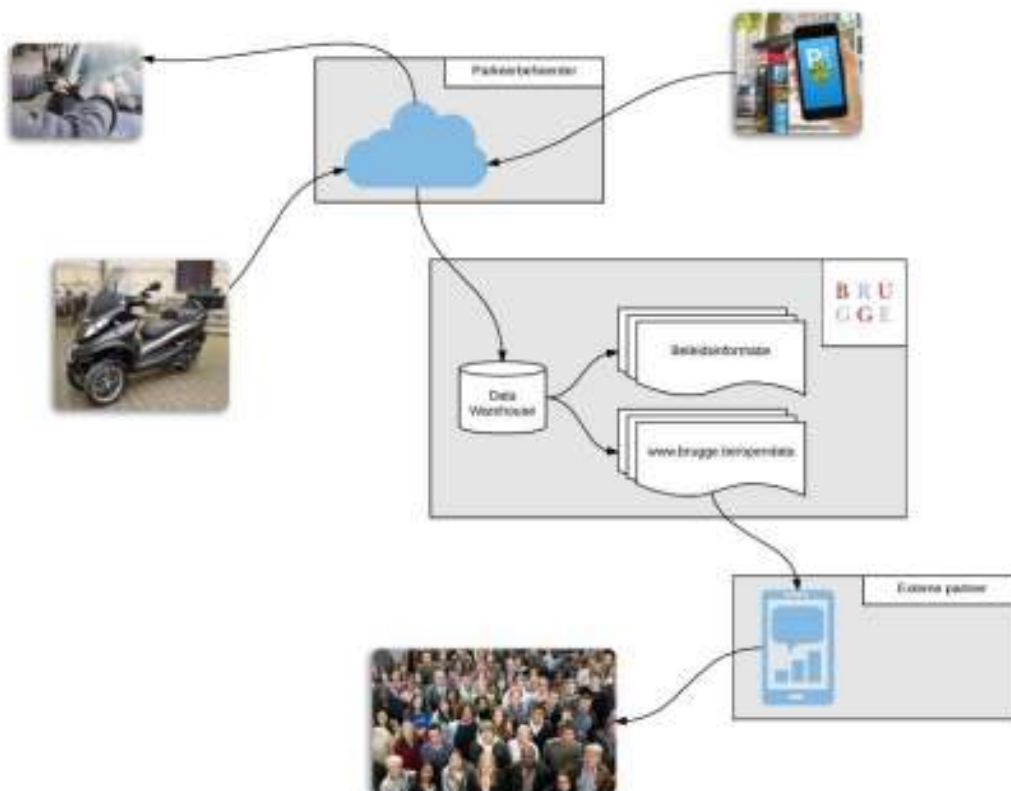 Parkeerbeheerder
P
B R U
G G E
Beleidsinformatie
Data
Warehouse
www.brugge.be/opendata
Externe partner